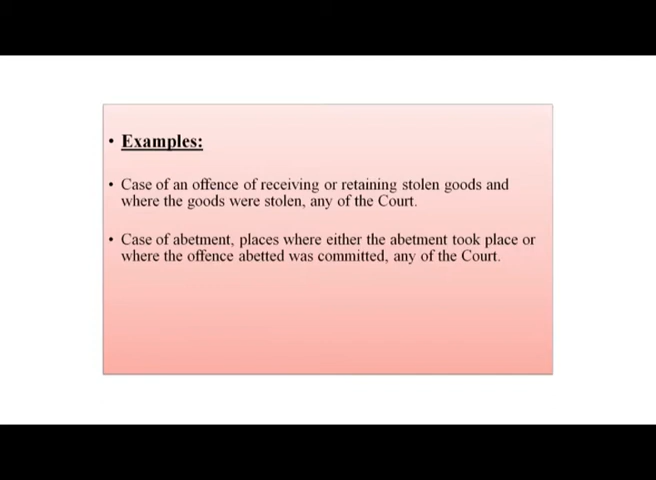 • Examples:
• Case of an offence of receiving or retaining stolen goods and
where the goods were stolen, any of the Court.
• Case of abetment, places where either the abetment took place or
where the offence abetted was committed, any of the Court.